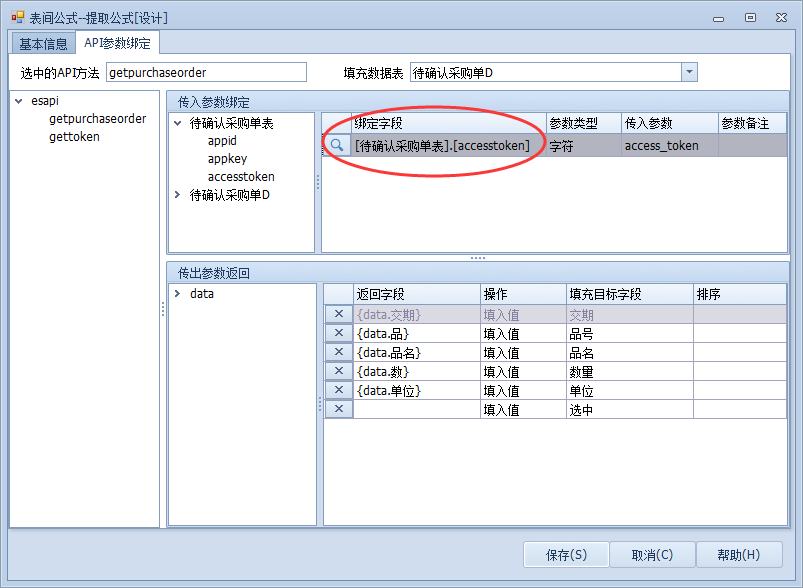 表间公式--提取公式[设计]
基本信息 API参数绑定
选中的API方法 getpurchaseorder 填充数据表 待确认采购单D
esapi
getpurchaseorder
gettoken
传入参数绑定
待确认采购单表
appid
appkey
accesstoken
待确认采购单D
绑定字段 参数类型 传入参数 参数备注
[待确认采购单表].[accesstoken] 字符 access_token
传出参数返回
data
返回字段 操作 填充目标字段 排序
{data.交期} 填入值 交期
{data.品} 填入值 品号
{data.品名} 填入值 品名
{data.数} 填入值 数量
{data.单位} 填入值 单位
填入值 选中
保存(S) 取消(C) 帮助(H)